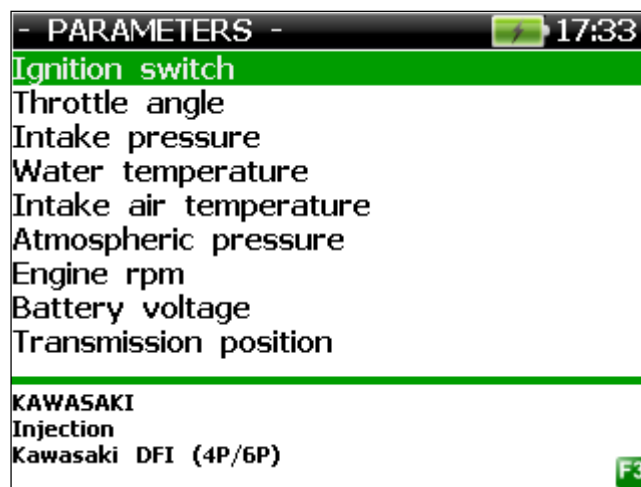 - PARAMETERS - 17:33
Ignition switch
Throttle angle
Intake pressure
Water temperature
Intake air temperature
Atmospheric pressure
Engine rpm
Battery voltage
Transmission position
KAWASAKI
Injection
Kawasaki DFI (4P/6P)
F3